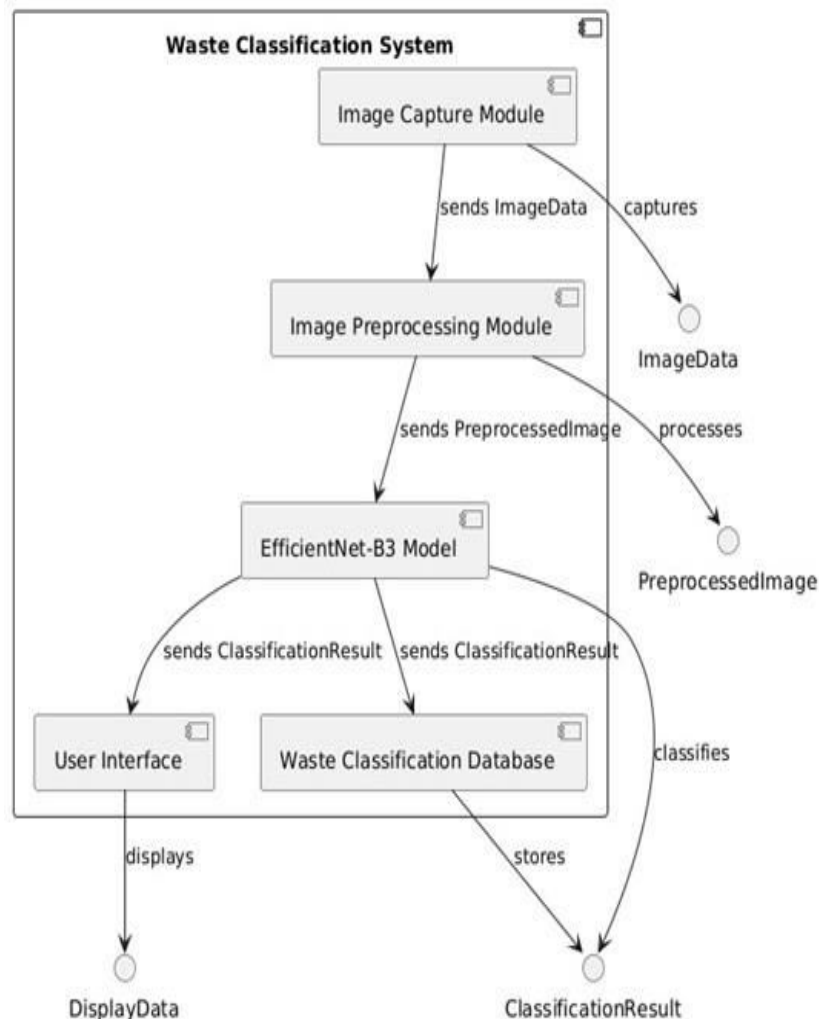 Waste Classification System
Image Capture Module
sends ImageData
captures
Image Preprocessing Module
ImageData
sends PreprocessedImage
processes
EfficientNet-B3 Model
PreprocessedImage
sends ClassificationResult
sends ClassificationResult
User Interface
Waste Classification Database
classifies
displays
stores
DisplayData
ClassificationResult